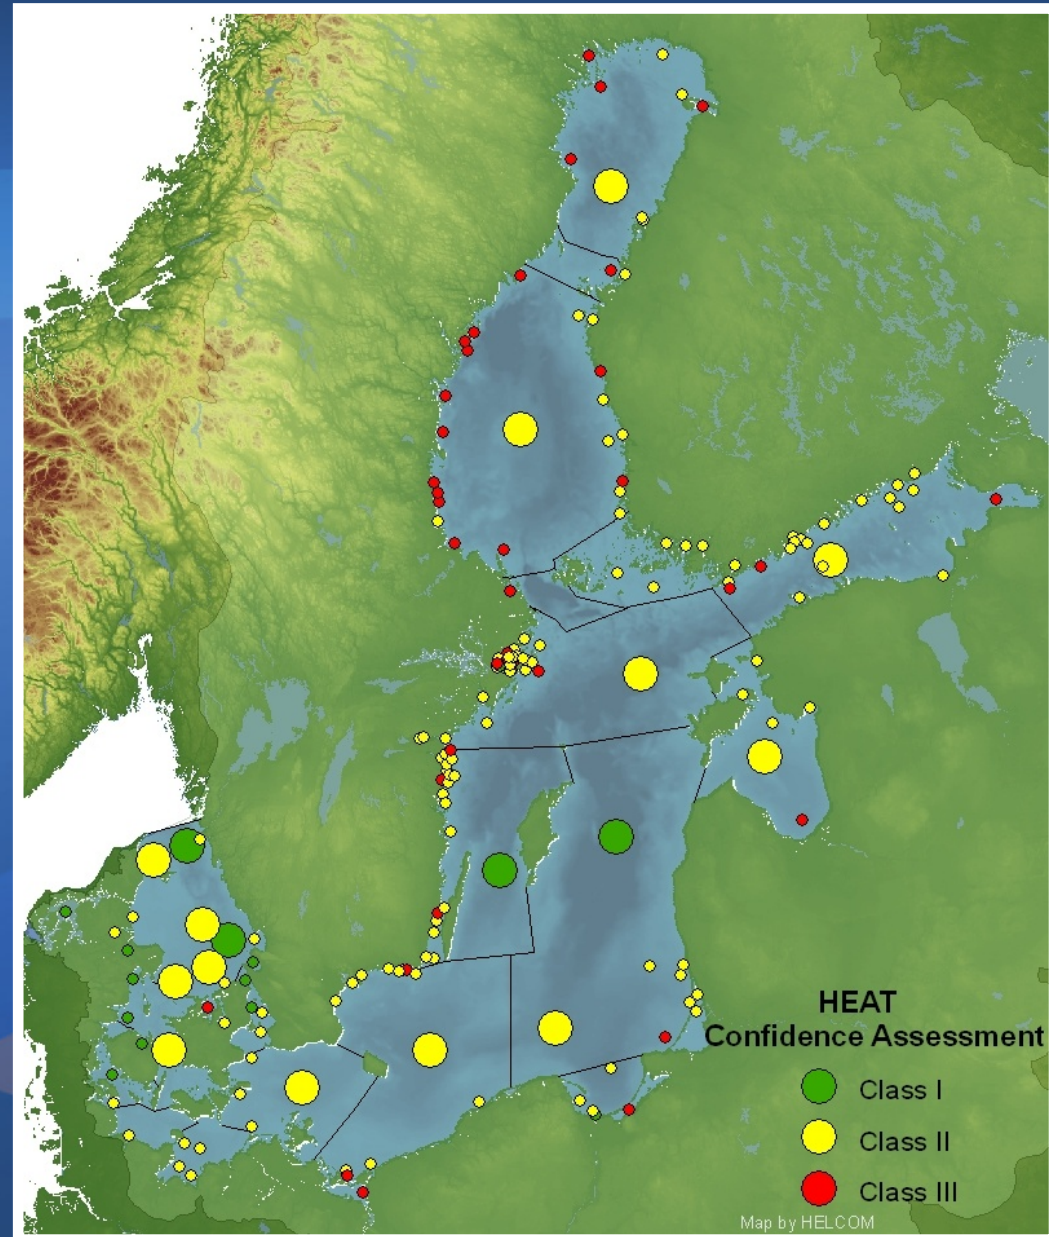 HEAT
Confidence Assessment
Class I
Class II
Class III
Map by HELCOM